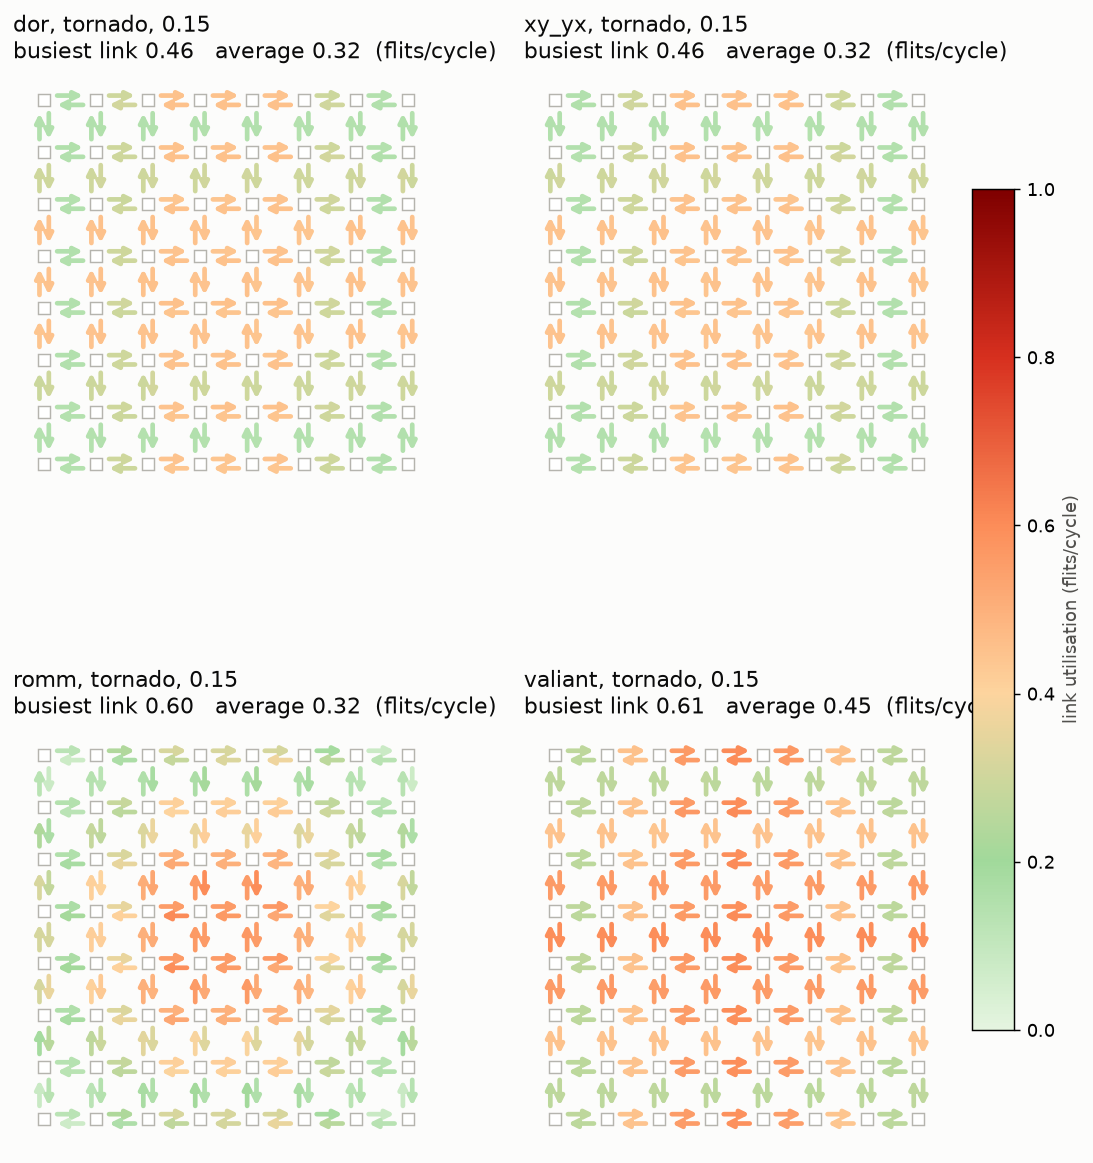 dor, tornado, 0.15
busiest link 0.46   average 0.32  (flits/cycle)
xy_yx, tornado, 0.15
busiest link 0.46   average 0.32  (flits/cycle)
1.0
0.8
0.6
0.4
0.2
0.0
link utilisation (flits/cycle)
romm, tornado, 0.15
busiest link 0.60   average 0.32  (flits/cycle)
valiant, tornado, 0.15
busiest link 0.61   average 0.45  (flits/cyc